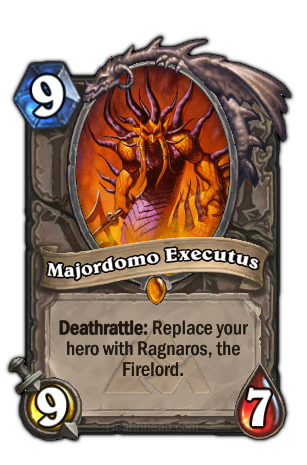 9
Majordomo Executus
Deathrattle: Replace your
hero with Ragnaros, the
Firelord.
9
7